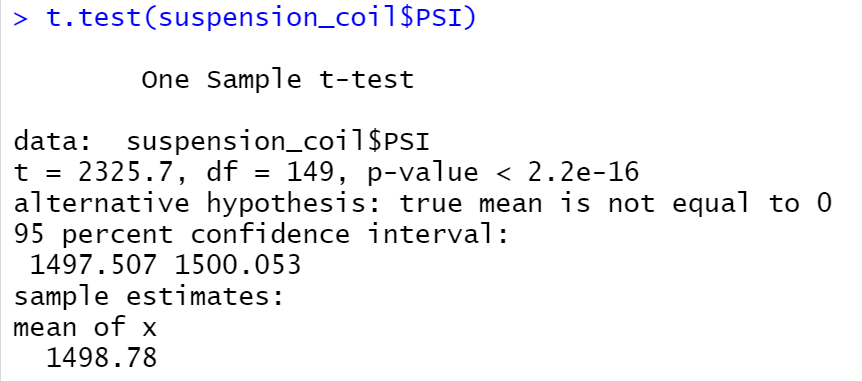 > t.test(suspension_coil$PSI)
One Sample t-test
data:  suspension_coil$PSI
t = 2325.7, df = 149, p-value < 2.2e-16
alternative hypothesis: true mean is not equal to 0
95 percent confidence interval:
1497.507 1500.053
sample estimates:
mean of x
1498.78